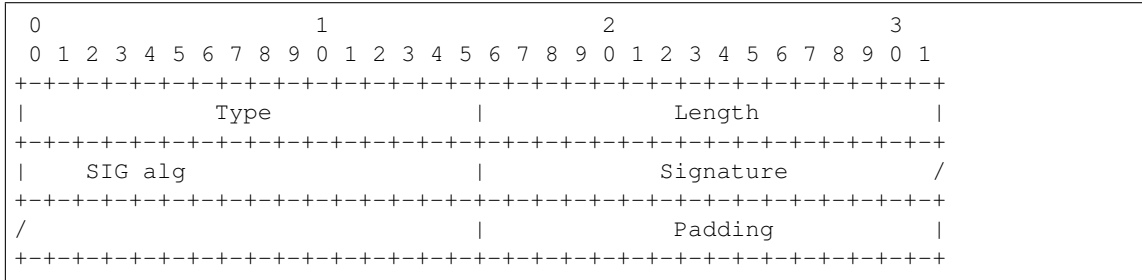 0                   1                   2                   3
 0 1 2 3 4 5 6 7 8 9 0 1 2 3 4 5 6 7 8 9 0 1 2 3 4 5 6 7 8 9 0 1
+-+-+-+-+-+-+-+-+-+-+-+-+-+-+-+-+-+-+-+-+-+-+-+-+-+-+-+-+-+-+-+-+
|             Type              |             Length            |
+-+-+-+-+-+-+-+-+-+-+-+-+-+-+-+-+-+-+-+-+-+-+-+-+-+-+-+-+-+-+-+-+
|    SIG alg                    |            Signature          /
+-+-+-+-+-+-+-+-+-+-+-+-+-+-+-+-+-+-+-+-+-+-+-+-+-+-+-+-+-+-+-+-+
/                               |             Padding           |
+-+-+-+-+-+-+-+-+-+-+-+-+-+-+-+-+-+-+-+-+-+-+-+-+-+-+-+-+-+-+-+-+